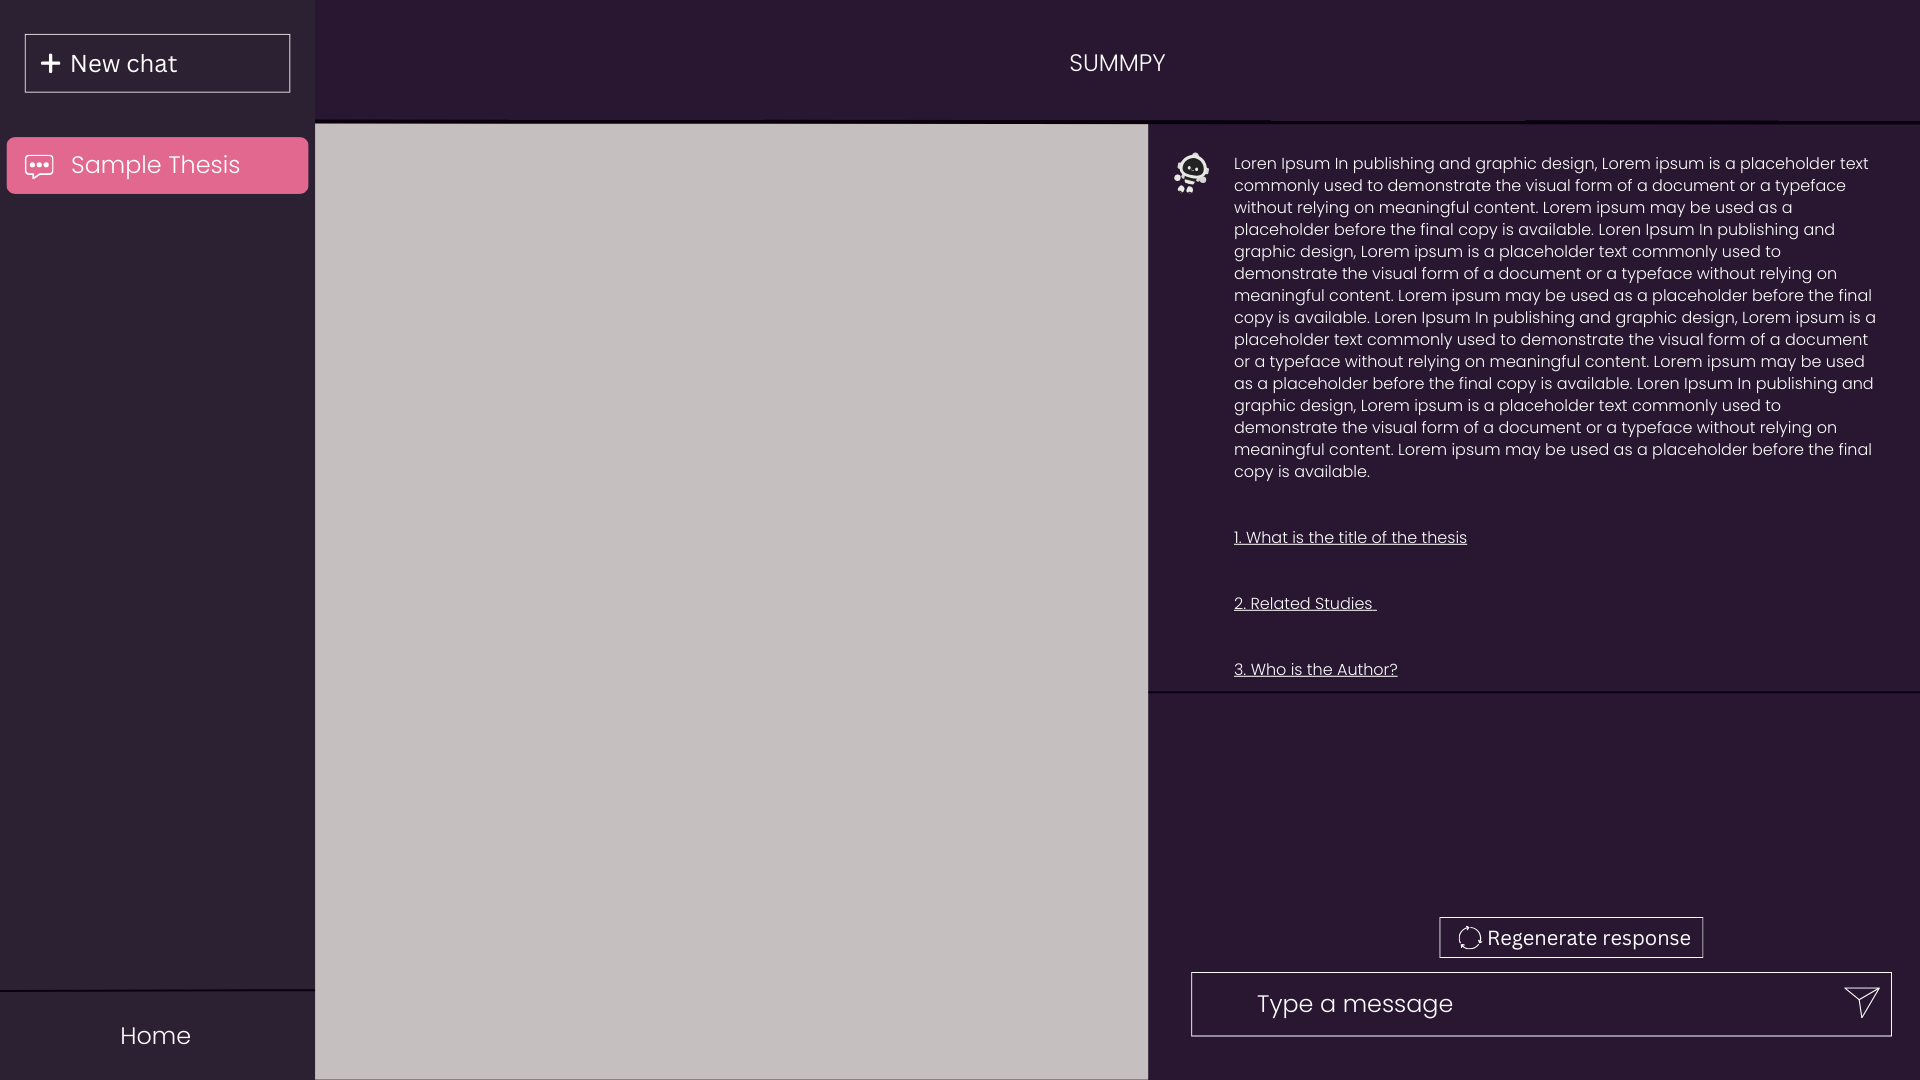 New chat
SUMMPY
Sample Thesis
Loren Ipsum In publishing and graphic design, Lorem ipsum is a placeholder text
commonly used to demonstrate the visual form of a document or a typeface
without relying on meaningful content. Lorem ipsum may be used as a
placeholder before the final copy is available. Loren Ipsum In publishing and
graphic design, Lorem ipsum is a placeholder text commonly used to
demonstrate the visual form of a document or a typeface without relying on
meaningful content. Lorem ipsum may be used as a placeholder before the final
copy is available. Loren Ipsum In publishing and graphic design, Lorem ipsum is a
placeholder text commonly used to demonstrate the visual form of a document
or a typeface without relying on meaningful content. Lorem ipsum may be used
as a placeholder before the final copy is available. Loren Ipsum In publishing and
graphic design, Lorem ipsum is a placeholder text commonly used to
demonstrate the visual form of a document or a typeface without relying on
meaningful content. Lorem ipsum may be used as a placeholder before the final
copy is available.
1. What is the title of the thesis
2. Related Studies
3. Who is the Author?
Regenerate response
Type a message
Home